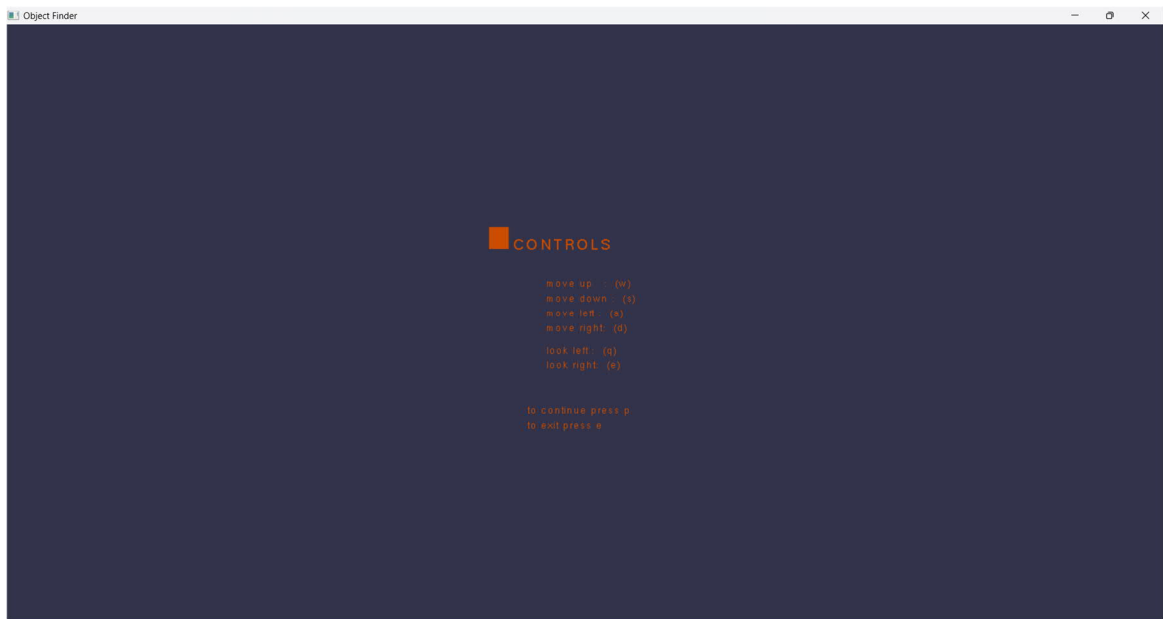 Object Finder
CONTROLS
move up : (w)
move down : (s)
move left : (a)
move right: (d)
look left : (q)
look right: (e)
to continue press p
to exit press e